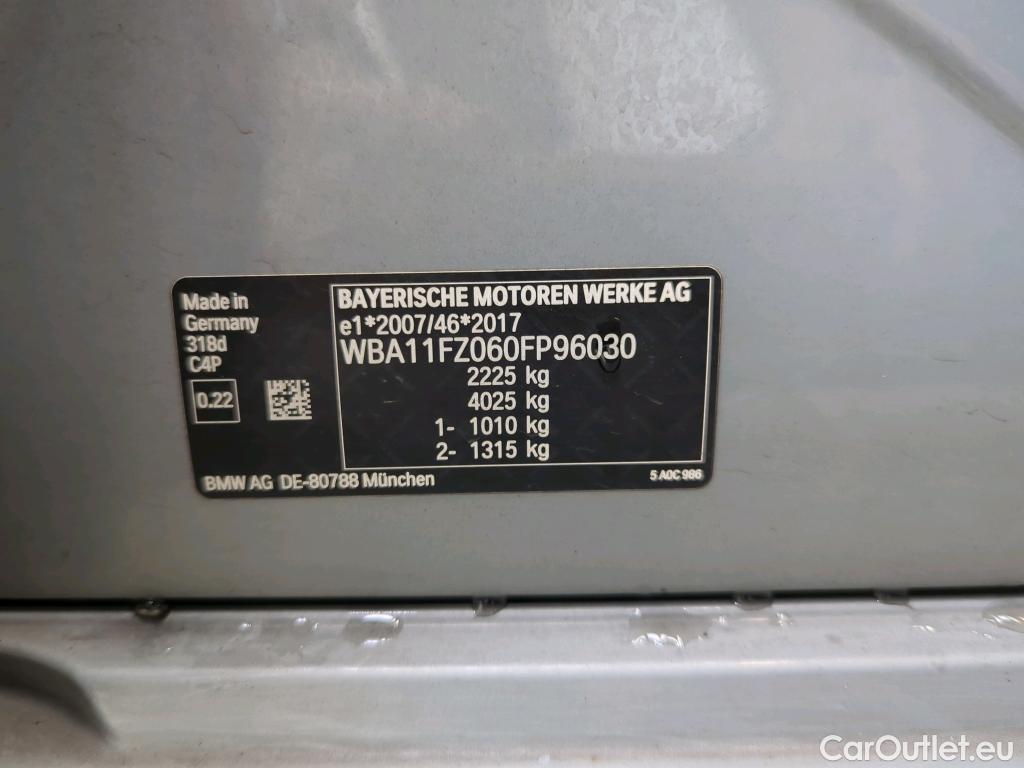 Made in
Germany
318d
C4P
0.22
BAYERISCHE MOTOREN WERKE AG
e1*2007/46*2017
WBA11FZ060FP96030
2225 kg
4025 kg
1- 1010 kg
2- 1315 kg
BMW AG DE-80788 München
5 A0C 986
CarOutlet.eu